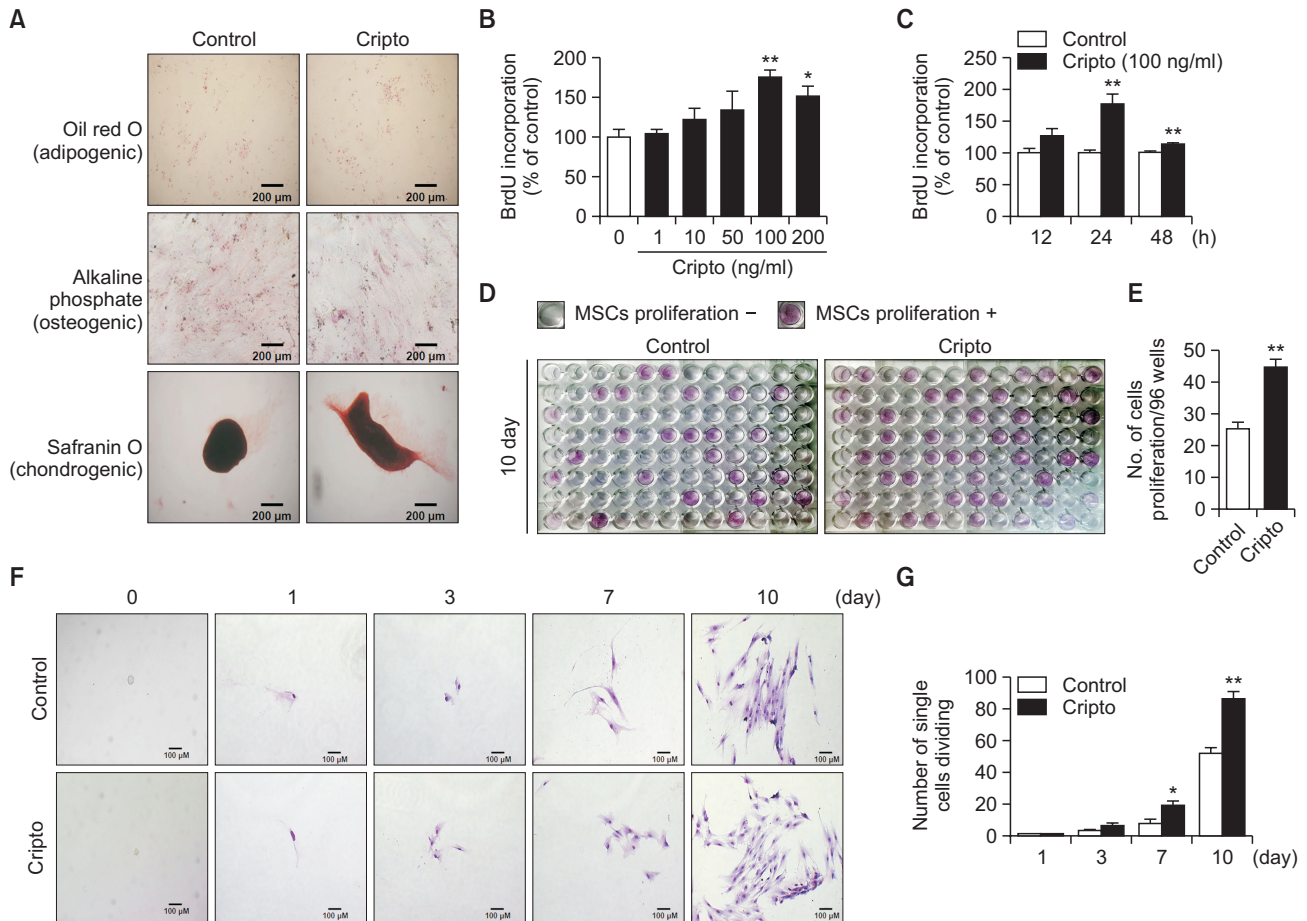 A
Control
Cripto
Oil red O
(adipogenic)
200 µm
200 µm
Alkaline
phosphate
(osteogenic)
200 µm
200 µm
Safranin O
(chondrogenic)
200 µm
200 µm
B
BrdU incorporation
(% of control)
200
150
100
50
0
**
*
0
1
10
50
100
200
Cripto (ng/ml)
C
Control
Cripto (100 ng/ml)
BrdU incorporation
(% of control)
250
200
150
100
50
0
**
**
12
24
48
(h)
D
MSCs proliferation −
MSCs proliferation +
Control
Cripto
10 day
E
No. of cells
proliferation/96 wells
50
40
30
20
10
0
**
Control
Cripto
F
0
1
3
7
10
(day)
Control
100 µM
100 µM
100 µM
100 µM
100 µM
Cripto
100 µM
100 µM
100 µM
100 µM
100 µM
G
Control
Cripto
Number of single
cells dividing
100
80
60
40
20
0
*
**
1
3
7
10
(day)